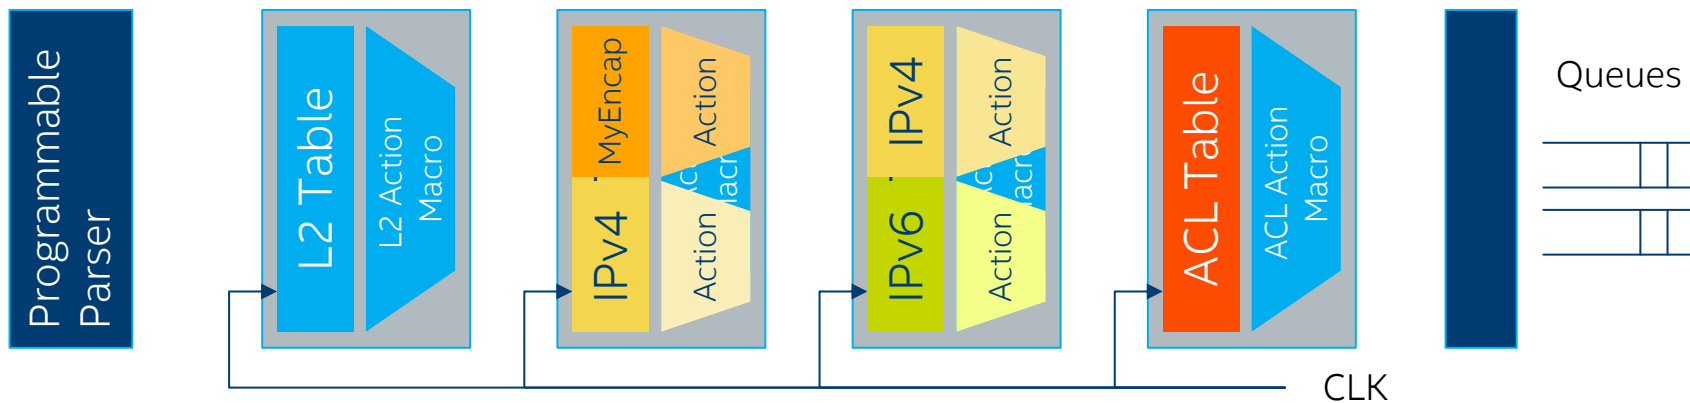 Programmable
Parser
L2 Table
L2 Action
Macro
MyEncap
IPv4
Action
Action
IPv4
IPv6
Action
Action
ACL Table
ACL Action
Macro
Queues
CLK